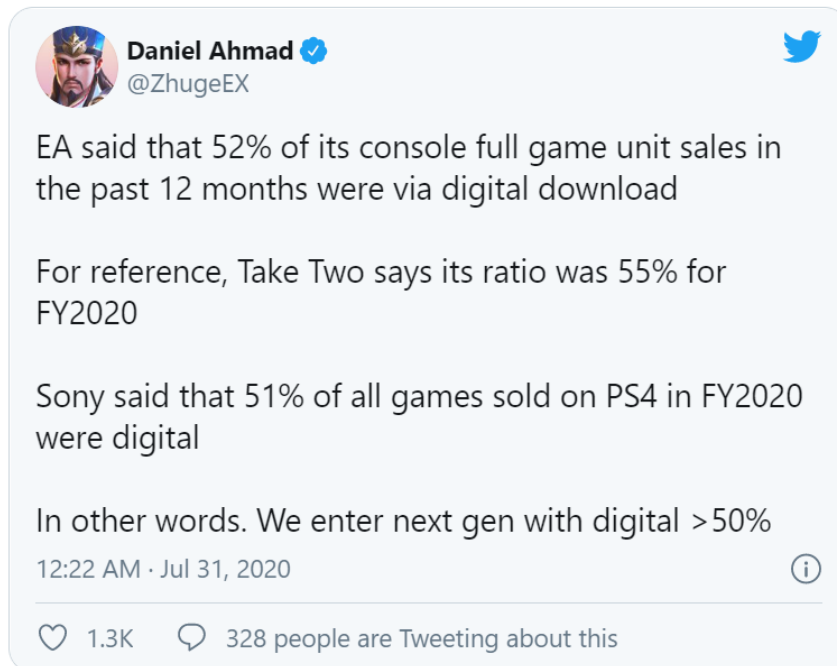 Daniel Ahmad
@ZhugeEX
EA said that 52% of its console full game unit sales in
the past 12 months were via digital download
For reference, Take Two says its ratio was 55% for
FY2020
Sony said that 51% of all games sold on PS4 in FY2020
were digital
In other words. We enter next gen with digital >50%
12:22 AM · Jul 31, 2020
1.3K 328 people are Tweeting about this